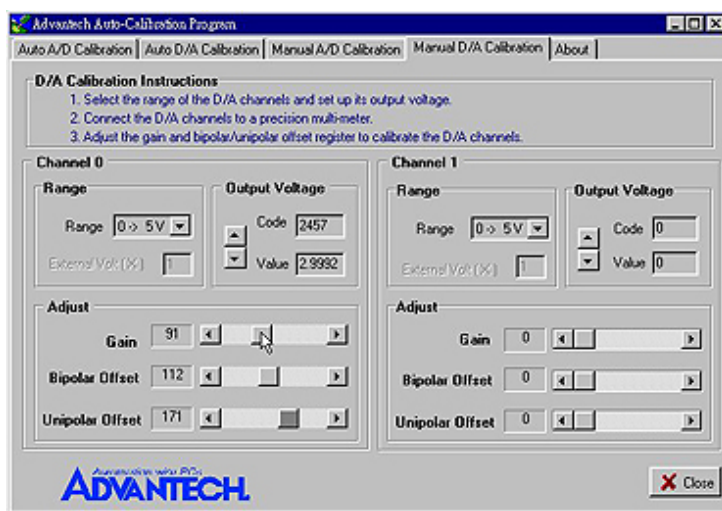 Advantech Auto-Calibration Program
Auto A/D Calibration Auto D/A Calibration Manual A/D Calibration Manual D/A Calibration About
D/A Calibration Instructions
1. Select the range of the D/A channels and set up its output voltage.
2. Connect the D/A channels to a precision multi-meter.
3. Adjust the gain and bipolar/unipolar offset register to calibrate the D/A channels.
Channel 0
Range
Range 0 -> 5 V
External Volt (X-) 1
Output Voltage
Code 2457
Value 2.9992
Adjust
Gain 91
Bipolar Offset 112
Unipolar Offset 171
Channel 1
Range
Range 0 -> 5 V
External Volt (X-) 1
Output Voltage
Code 0
Value 0
Adjust
Gain 0
Bipolar Offset 0
Unipolar Offset 0
Automation with PCs
ADVANTECH.
Close